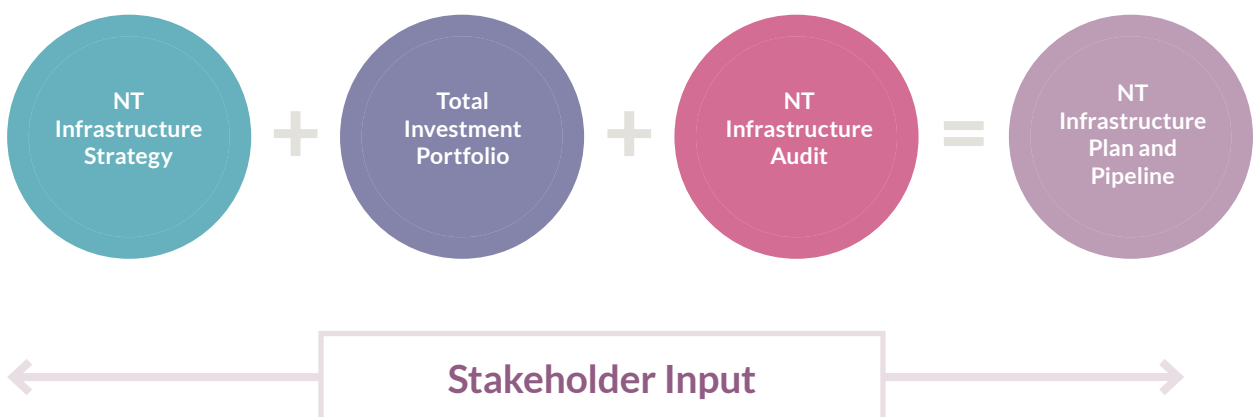 NT
Infrastructure
Strategy
+
Total
Investment
Portfolio
+
NT
Infrastructure
Audit
=
NT
Infrastructure
Plan and
Pipeline
Stakeholder Input